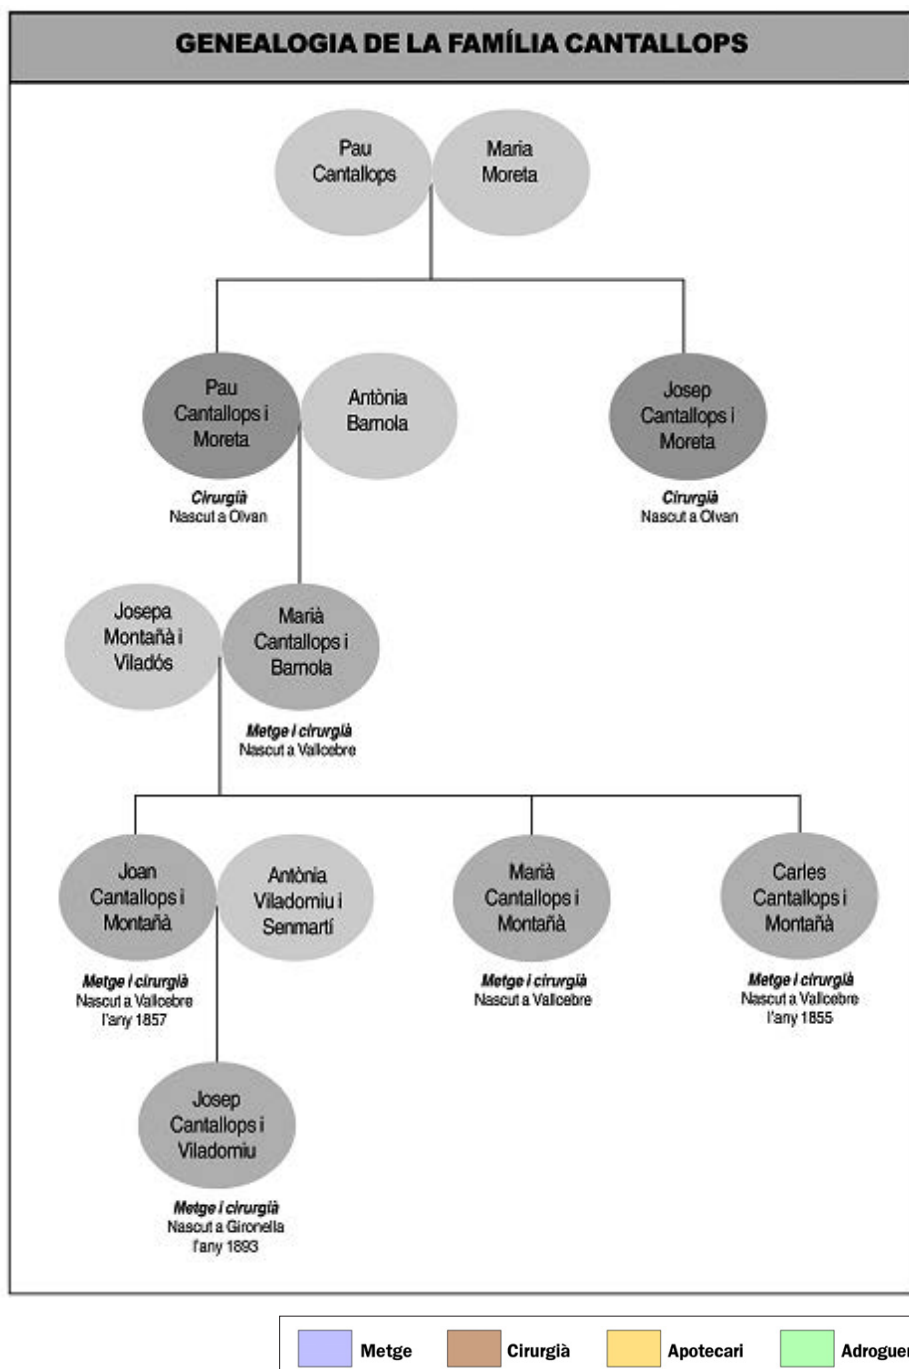 GENEALOGIA DE LA FAMÍLIA CANTALLOPS
Pau
Cantallops
Maria
Moreta
Pau
Cantallops i
Moreta
Antònia
Barnola
Josep
Cantallops i
Moreta
Cirurgià
Nascut a Olvan
Cirurgià
Nascut a Olvan
Josepa
Montañà i
Viladós
Marià
Cantallops i
Barnola
Metge i cirurgià
Nascut a Vallcebre
Joan
Cantallops i
Montañà
Antònia
Viladomiu i
Senmartí
Marià
Cantallops i
Montañà
Carles
Cantallops i
Montañà
Metge i cirurgià
Nascut a Vallcebre
l'any 1857
Metge i cirurgià
Nascut a Vallcebre
Metge i cirurgià
Nascut a Vallcebre
l'any 1855
Josep
Cantallops i
Viladomiu
Metge i cirurgià
Nascut a Gironella
l'any 1893
Metge
Cirurgià
Apotecari
Adroguer